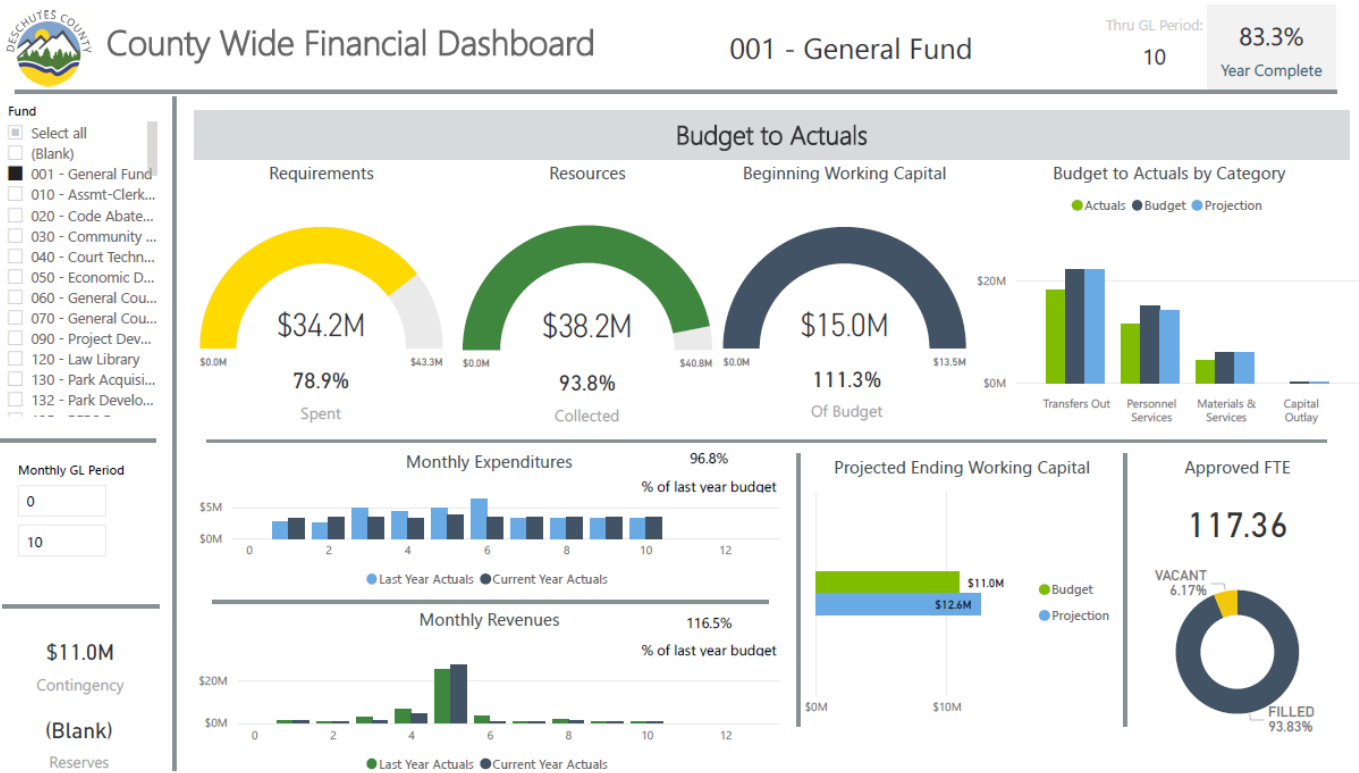 DESCHUTES COUNTY
County Wide Financial Dashboard
001 - General Fund
Thru GL Period:
10
83.3%
Year Complete
Fund
Select all
(Blank)
001 - General Fund
010 - Assmt-Clerk...
020 - Code Abate...
030 - Community ...
040 - Court Techn...
050 - Economic D...
060 - General Cou...
070 - General Cou...
090 - Project Dev...
120 - Law Library
130 - Park Acquisi...
132 - Park Develo...
Monthly GL Period
0
10
$11.0M
Contingency
(Blank)
Reserves
Budget to Actuals
Requirements
$34.2M
$0.0M
$43.3M
78.9%
Spent
Resources
$38.2M
$0.0M
$40.8M
93.8%
Collected
Beginning Working Capital
$15.0M
$0.0M
$13.5M
111.3%
Of Budget
Budget to Actuals by Category
Actuals Budget Projection
$20M
$0M
Transfers Out
Personnel
Services
Materials &
Services
Capital
Outlay
Monthly Expenditures
96.8%
% of last year budget
$5M
$0M
0 2 4 6 8 10 12
Last Year Actuals Current Year Actuals
Monthly Revenues
116.5%
% of last year budget
$20M
$0M
0 2 4 6 8 10 12
Last Year Actuals Current Year Actuals
Projected Ending Working Capital
$11.0M
$12.6M
Budget
Projection
$0M
$10M
Approved FTE
117.36
VACANT
6.17%
FILLED
93.83%